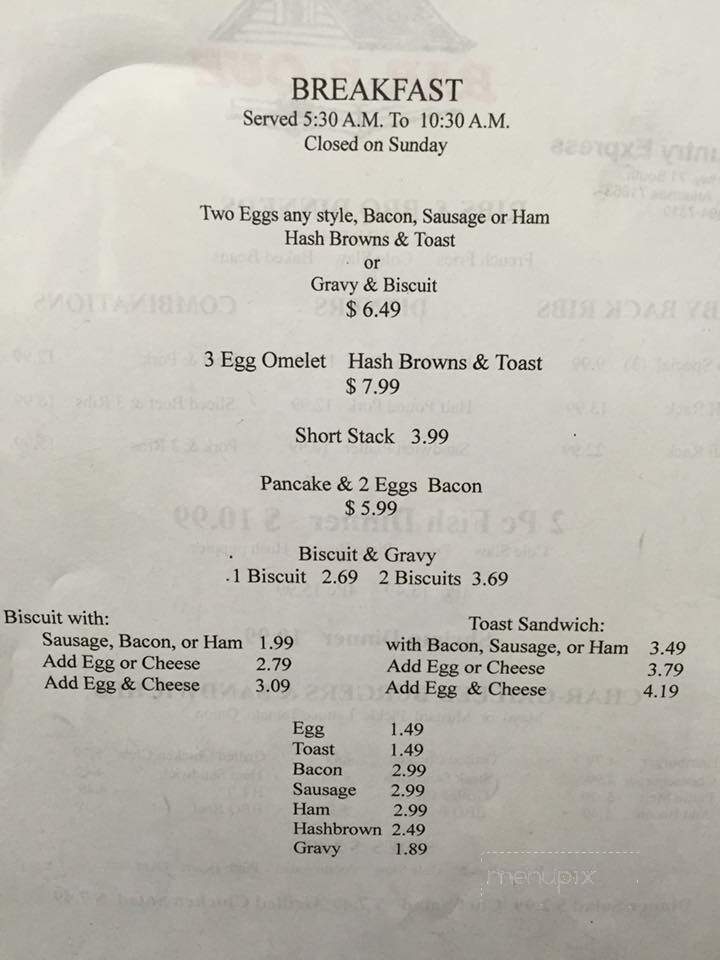 BREAKFAST
Served 5:30 A.M. To 10:30 A.M.
Closed on Sunday
Two Eggs any style, Bacon, Sausage or Ham
Hash Browns & Toast
or
Gravy & Biscuit
$ 6.49
3 Egg Omelet Hash Browns & Toast
$ 7.99
Short Stack 3.99
Pancake & 2 Eggs Bacon
$ 5.99
Biscuit & Gravy
1 Biscuit 2.69 2 Biscuits 3.69
Biscuit with:
Sausage, Bacon, or Ham 1.99
Add Egg or Cheese 2.79
Add Egg & Cheese 3.09
Toast Sandwich:
with Bacon, Sausage, or Ham 3.49
Add Egg or Cheese 3.79
Add Egg & Cheese 4.19
Egg 1.49
Toast 1.49
Bacon 2.99
Sausage 2.99
Ham 2.99
Hashbrown 2.49
Gravy 1.89
menupix